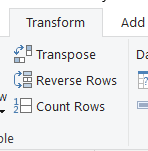 Transform Add
Transpose
Reverse Rows
Count Rows